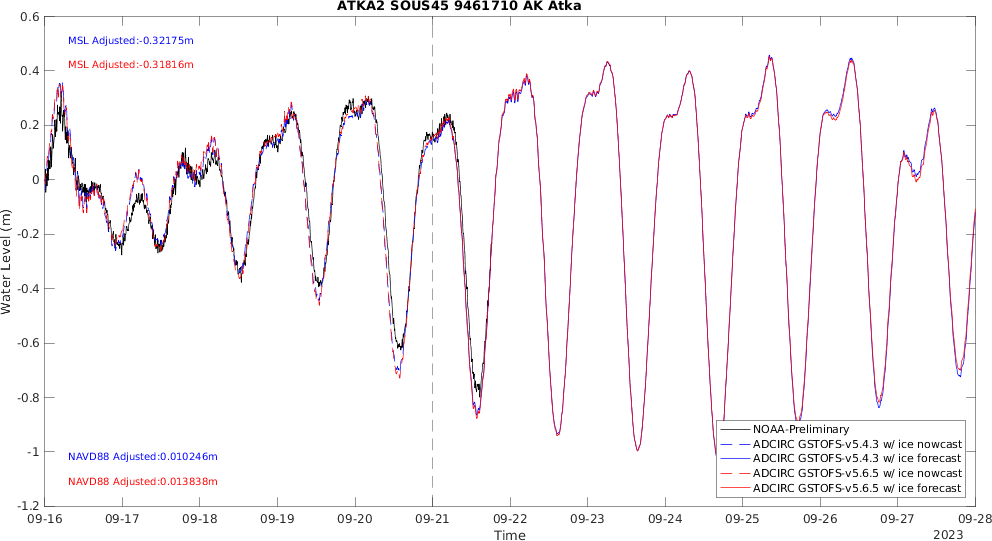 ATKA2 SOUS45 9461710 AK Atka
0.6
MSL Adjusted:-0.32175m
0.4
MSL Adjusted:-0.31816m
0.2
0
-0.2
Water Level (m)
-0.4
-0.6
-0.8
NOAA-Preliminary
ADCIRC GSTOFS-v5.4.3 w/ ice nowcast
ADCIRC GSTOFS-v5.4.3 w/ ice forecast
ADCIRC GSTOFS-v5.6.5 w/ ice nowcast
ADCIRC GSTOFS-v5.6.5 w/ ice forecast
-1
NAVD88 Adjusted:0.010246m
NAVD88 Adjusted:0.013838m
-1.2
09-16 09-17 09-18 09-19 09-20 09-21 09-22 09-23 09-24 09-25 09-26 09-27 09-28
Time
2023